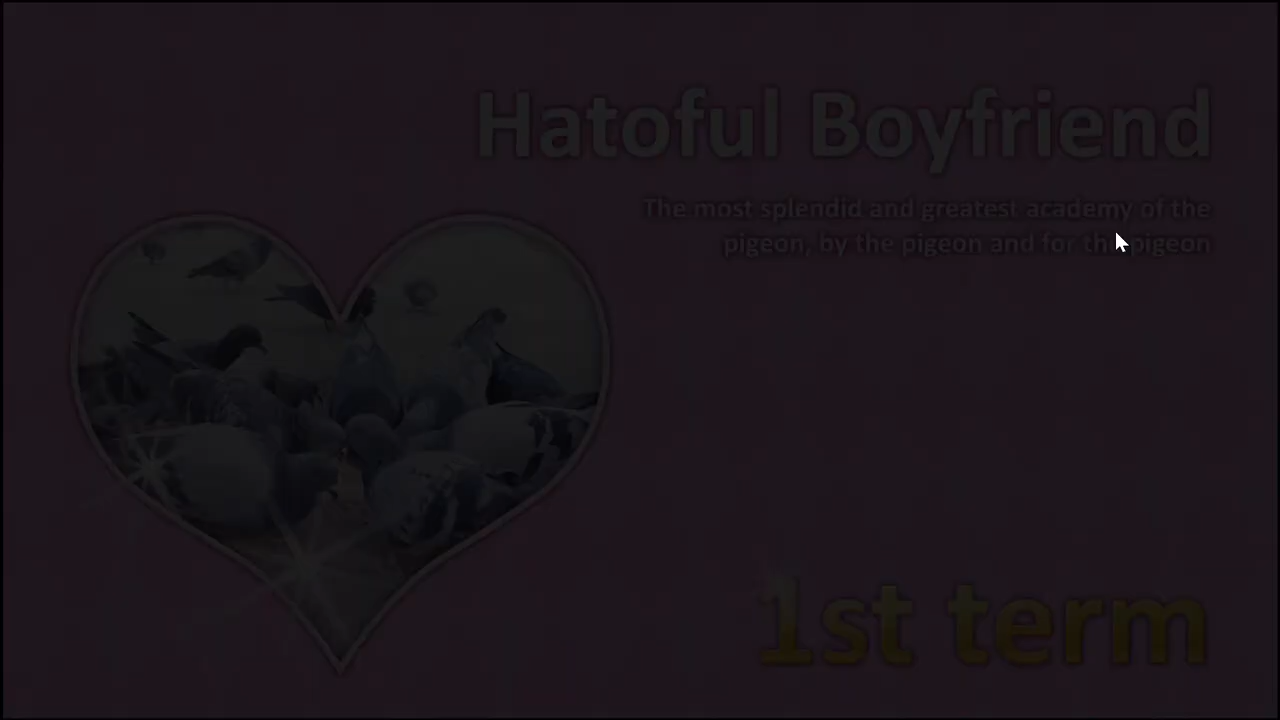 Hatoful Boyfriend
The most splendid and greatest academy of the
pigeon, by the pigeon and for the pigeon
1st term